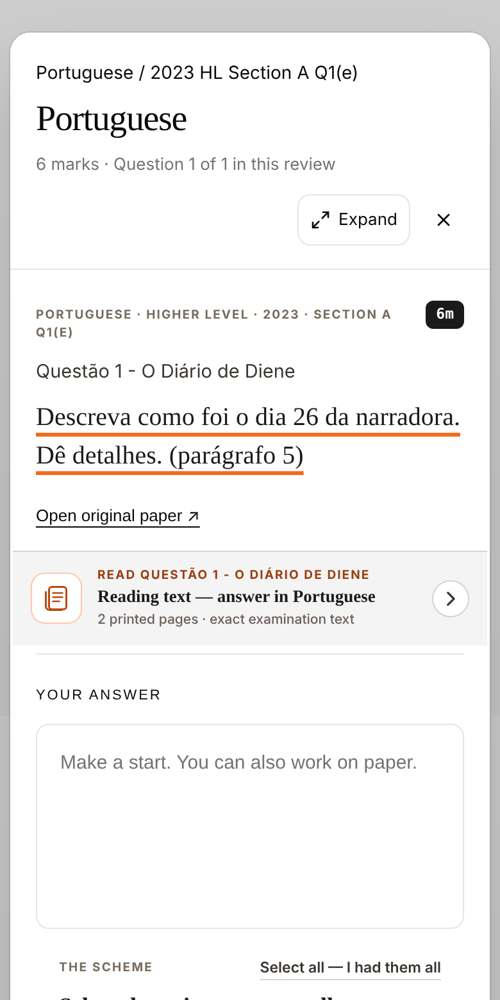 Portuguese / 2023 HL Section A Q1(e)
Portuguese
6 marks · Question 1 of 1 in this review
Expand
PORTUGUESE · HIGHER LEVEL · 2023 · SECTION A
Q1(E)
6m
Questão 1 - O Diário de Diene
Descreva como foi o dia 26 da narradora.
Dê detalhes. (parágrafo 5)
Open original paper ↗
READ QUESTÃO 1 - O DIÁRIO DE DIENE
Reading text — answer in Portuguese
2 printed pages · exact examination text
YOUR ANSWER
Make a start. You can also work on paper.
THE SCHEME
Select all — I had them all